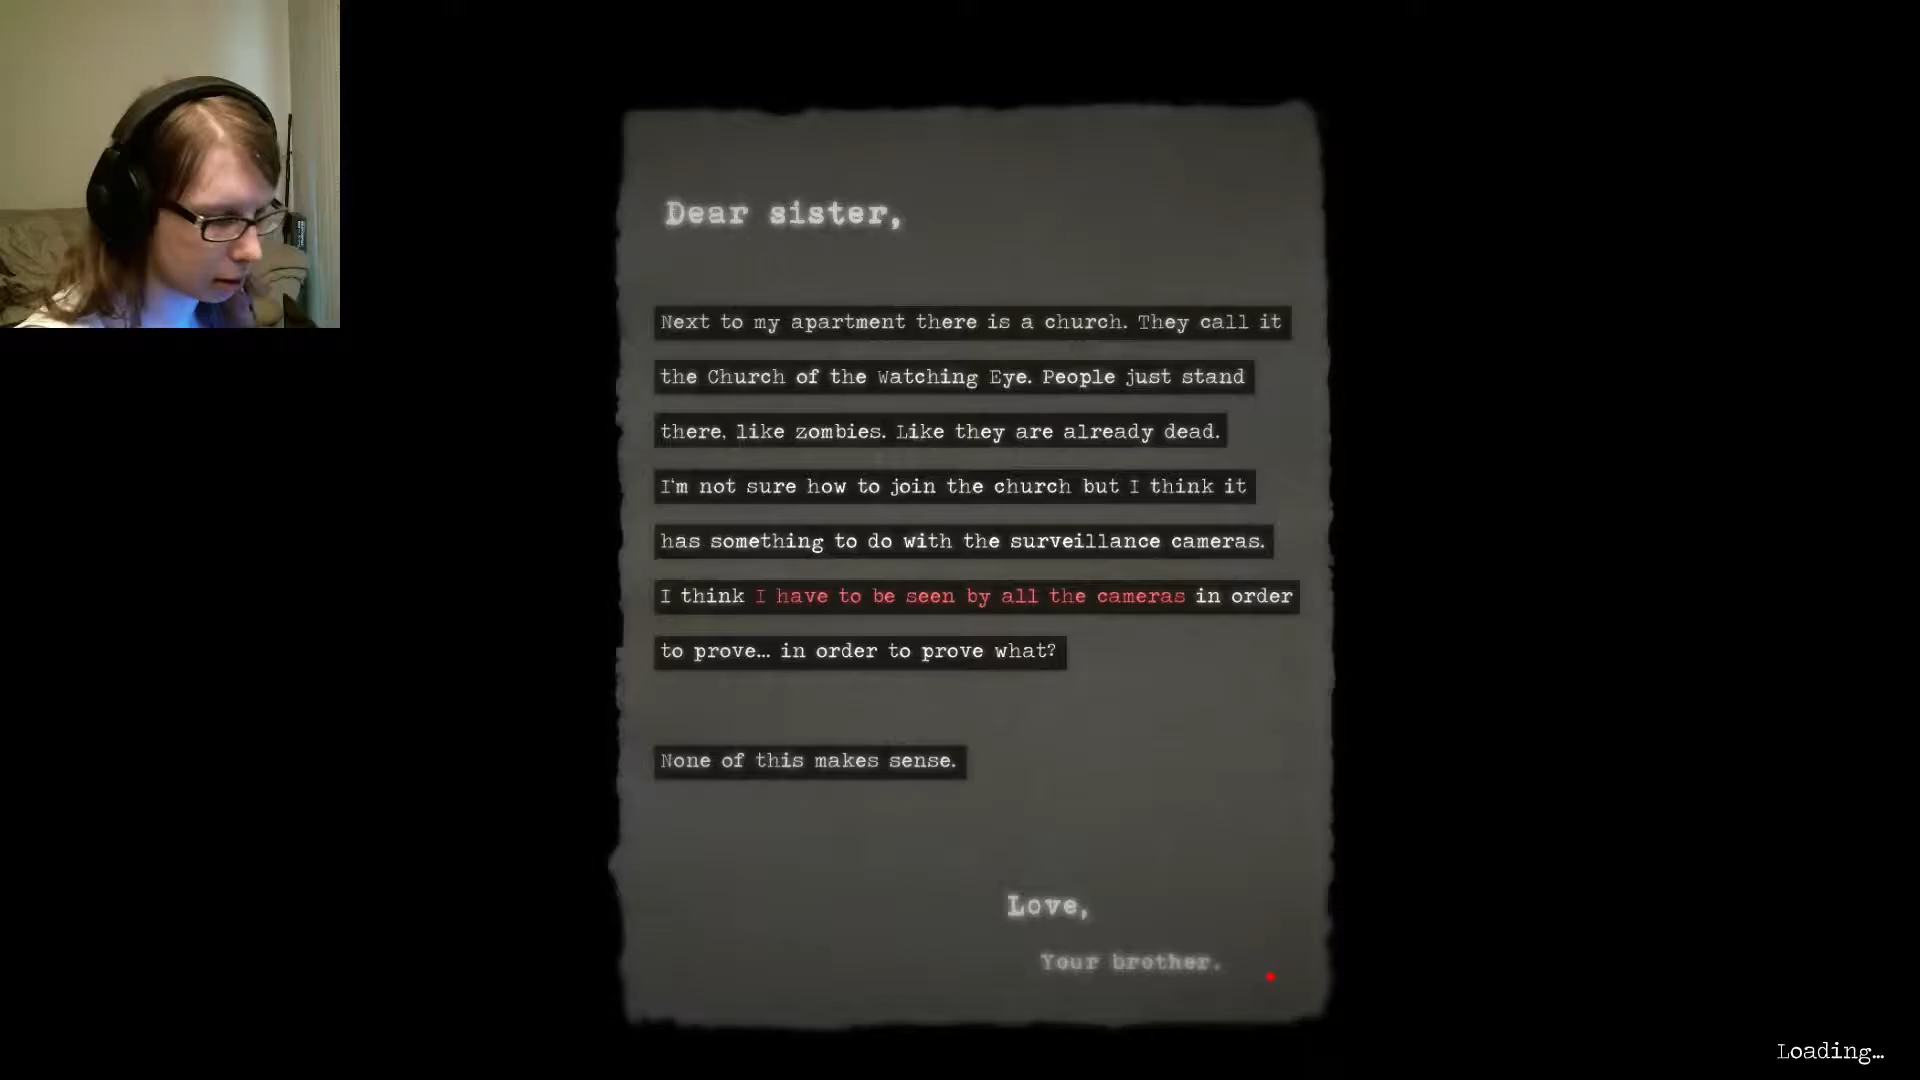 Dear sister,
Next to my apartment there is a church. They call it
the Church of the Watching Eye. People just stand
there, like zombies. Like they are already dead.
I'm not sure how to join the church but I think it
has something to do with the surveillance cameras.
I think I have to be seen by all the cameras in order
to prove... in order to prove what?
None of this makes sense.
Love,
Your brother.
Loading...